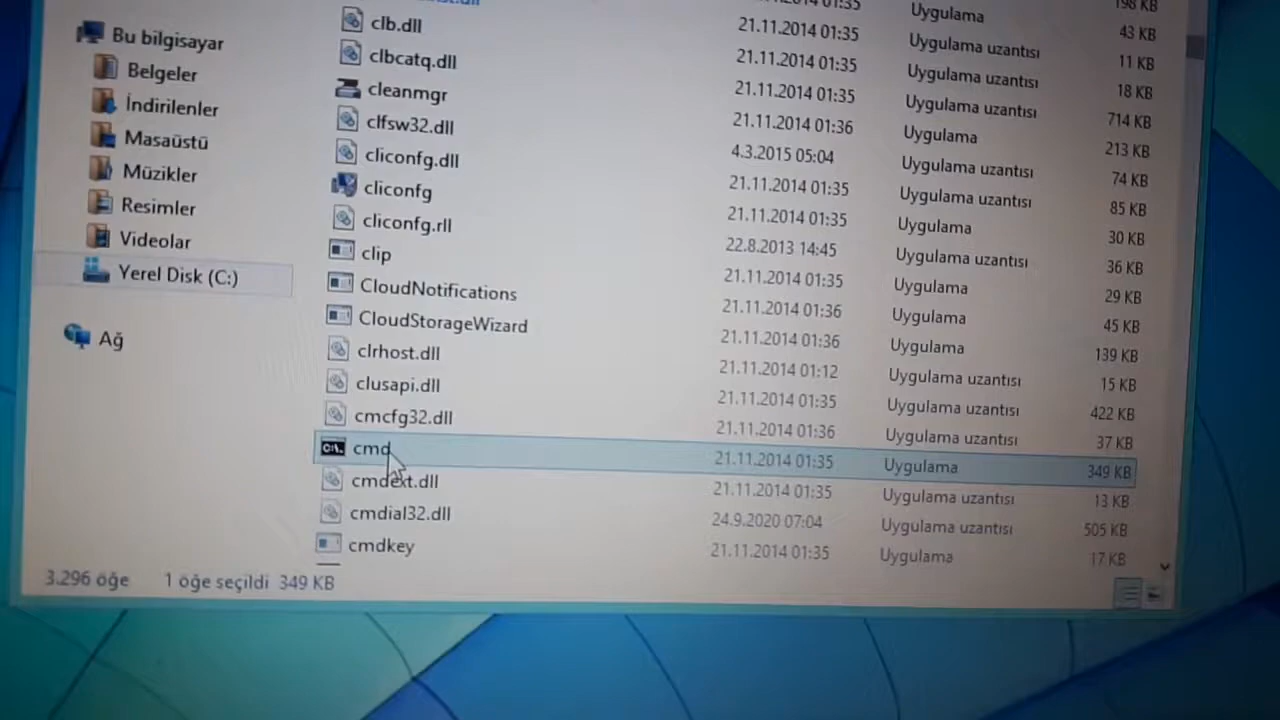 198 KB
Uygulama 43 KB
21.11.2014 01:35 Uygulama uzantısı 11 KB
Bu bilgisayar
Belgeler
İndirilenler
Masaüstü
Müzikler
Resimler
Videolar
Yerel Disk (C:)
Ağ
clb.dll 21.11.2014 01:35 Uygulama uzantısı 18 KB
clbcatq.dll 21.11.2014 01:35 Uygulama uzantısı 714 KB
cleanmgr 21.11.2014 01:36 Uygulama 213 KB
clfsw32.dll 4.3.2015 05:04 Uygulama uzantısı 74 KB
cliconfg.dll 21.11.2014 01:35 Uygulama uzantısı 85 KB
cliconfg 21.11.2014 01:35 Uygulama 30 KB
cliconfg.rll 22.8.2013 14:45 Uygulama uzantısı 36 KB
clip 21.11.2014 01:35 Uygulama 29 KB
CloudNotifications 21.11.2014 01:36 Uygulama 45 KB
CloudStorageWizard 21.11.2014 01:36 Uygulama 139 KB
clrhost.dll 21.11.2014 01:12 Uygulama uzantısı 15 KB
clusapi.dll 21.11.2014 01:35 Uygulama uzantısı 422 KB
cmcfg32.dll 21.11.2014 01:36 Uygulama uzantısı 37 KB
cmd 21.11.2014 01:35 Uygulama 349 KB
cmdext.dll 21.11.2014 01:35 Uygulama uzantısı 13 KB
cmdial32.dll 24.9.2020 07:04 Uygulama uzantısı 505 KB
cmdkey 21.11.2014 01:35 Uygulama 17 KB
3.296 öğe 1 öğe seçildi 349 KB